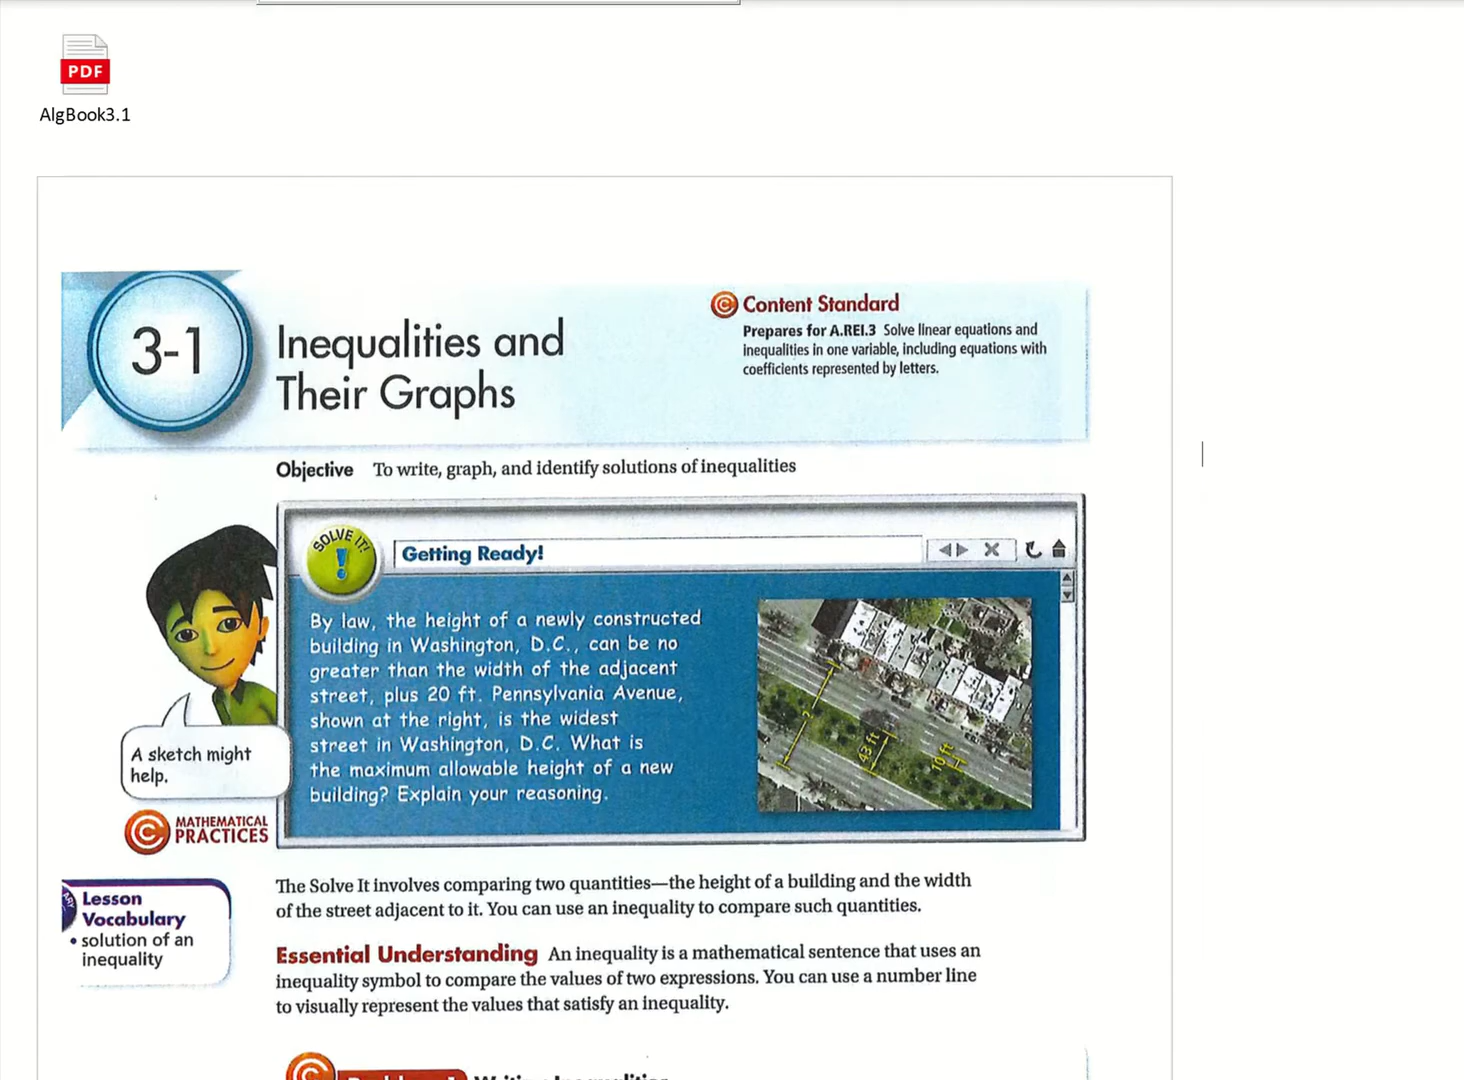 PDF
AlgBook3.1
3-1
Inequalities and
Their Graphs
Content Standard
Prepares for A.REI.3 Solve linear equations and
inequalities in one variable, including equations with
coefficients represented by letters.
Objective To write, graph, and identify solutions of inequalities
SOLVE IT!
Getting Ready!
By law, the height of a newly constructed
building in Washington, D.C., can be no
greater than the width of the adjacent
street, plus 20 ft. Pennsylvania Avenue,
shown at the right, is the widest
street in Washington, D.C. What is
the maximum allowable height of a new
building? Explain your reasoning.
?
43 ft
10 ft
A sketch might
help.
MATHEMATICAL
PRACTICES
Lesson
Vocabulary
• solution of an
inequality
The Solve It involves comparing two quantities—the height of a building and the width
of the street adjacent to it. You can use an inequality to compare such quantities.
Essential Understanding An inequality is a mathematical sentence that uses an
inequality symbol to compare the values of two expressions. You can use a number line
to visually represent the values that satisfy an inequality.